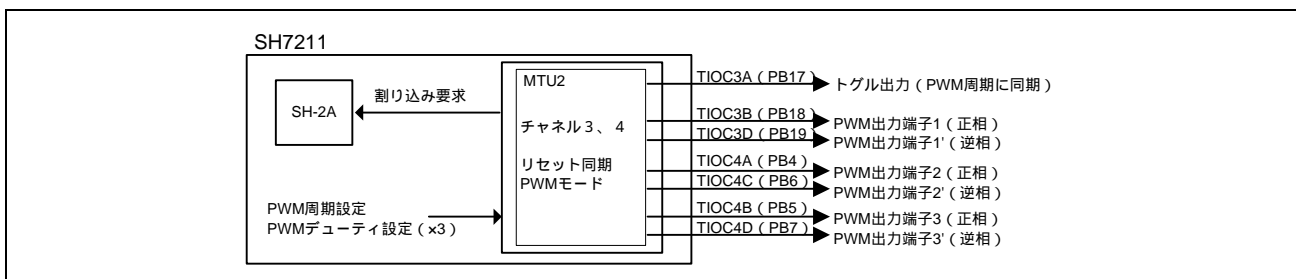 SH7211
SH-2A
割り込み要求
MTU2
チャネル3、4
リセット同期
PWMモード
PWM周期設定
PWMデューティ設定(×3)
TIOC3A(PB17)
トグル出力(PWM周期に同期)
TIOC3B(PB18)
PWM出力端子1(正相)
TIOC3D(PB19)
PWM出力端子1'(逆相)
TIOC4A(PB4)
PWM出力端子2(正相)
TIOC4C(PB6)
PWM出力端子2'(逆相)
TIOC4B(PB5)
PWM出力端子3(正相)
TIOC4D(PB7)
PWM出力端子3'(逆相)